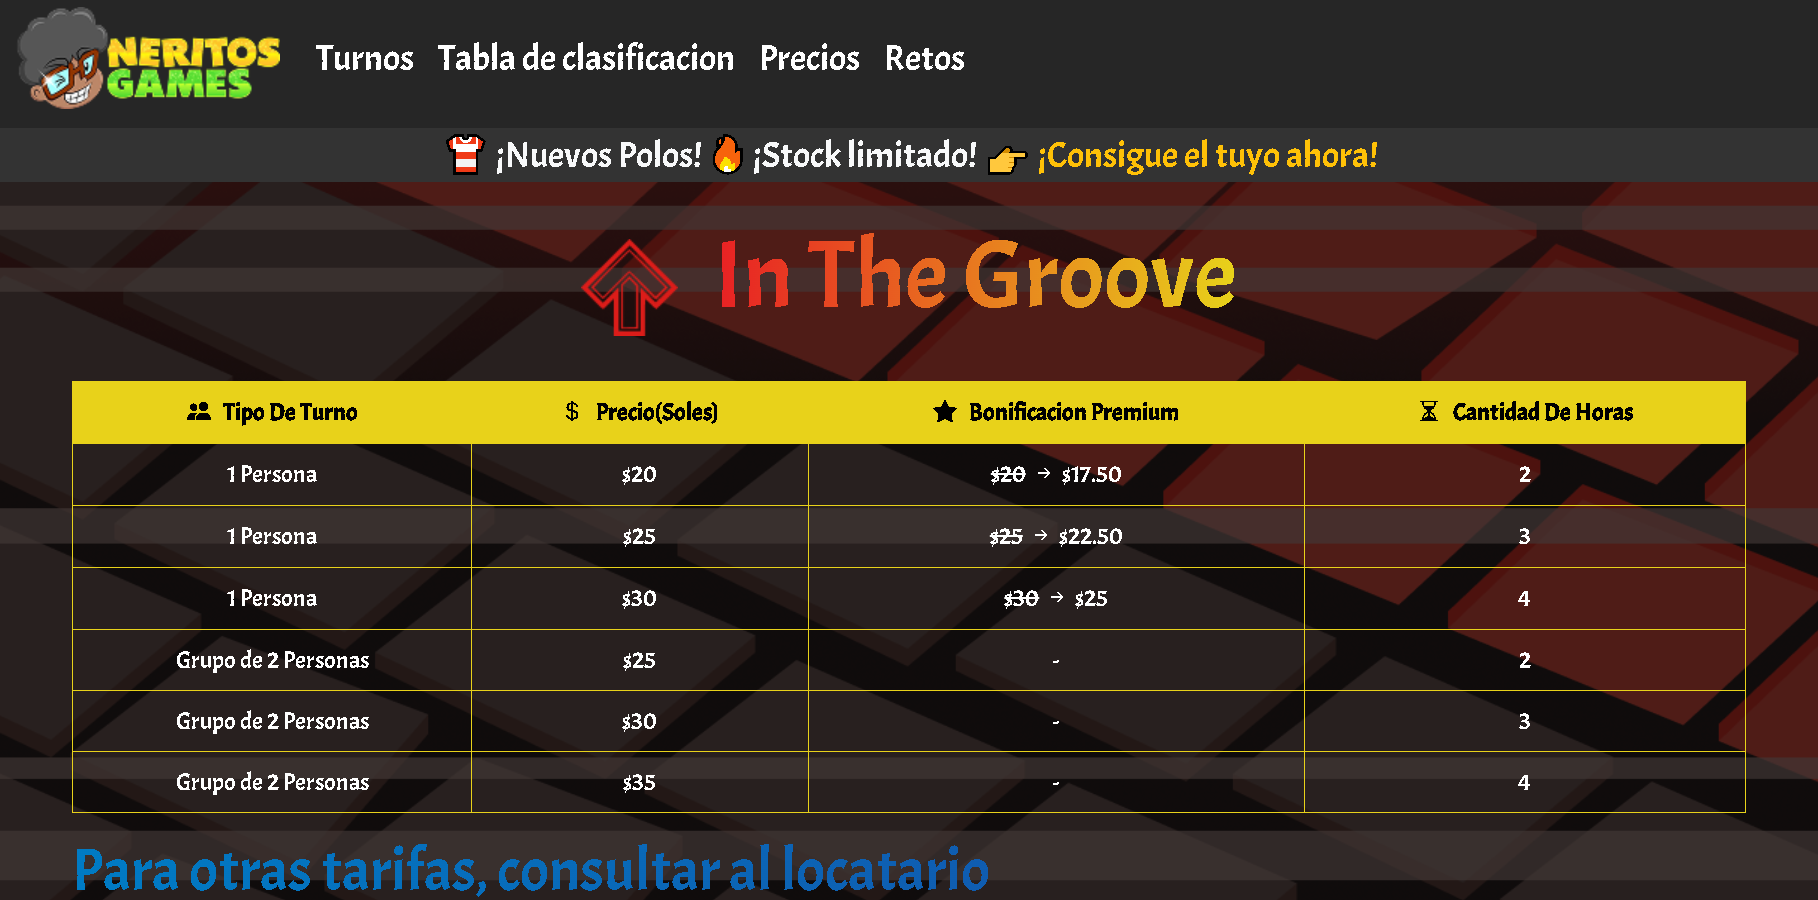 NERITOS
GAMES
Turnos Tabla de clasificacion Precios Retos
¡Nuevos Polos! ¡Stock limitado! ¡Consigue el tuyo ahora!
In The Groove
Tipo De Turno $ Precio(Soles) Bonificacion Premium Cantidad De Horas
1 Persona $20 $20 → $17.50 2
1 Persona $25 $25 → $22.50 3
1 Persona $30 $30 → $25 4
Grupo de 2 Personas $25 - 2
Grupo de 2 Personas $30 - 3
Grupo de 2 Personas $35 - 4
Para otras tarifas, consultar al locatario